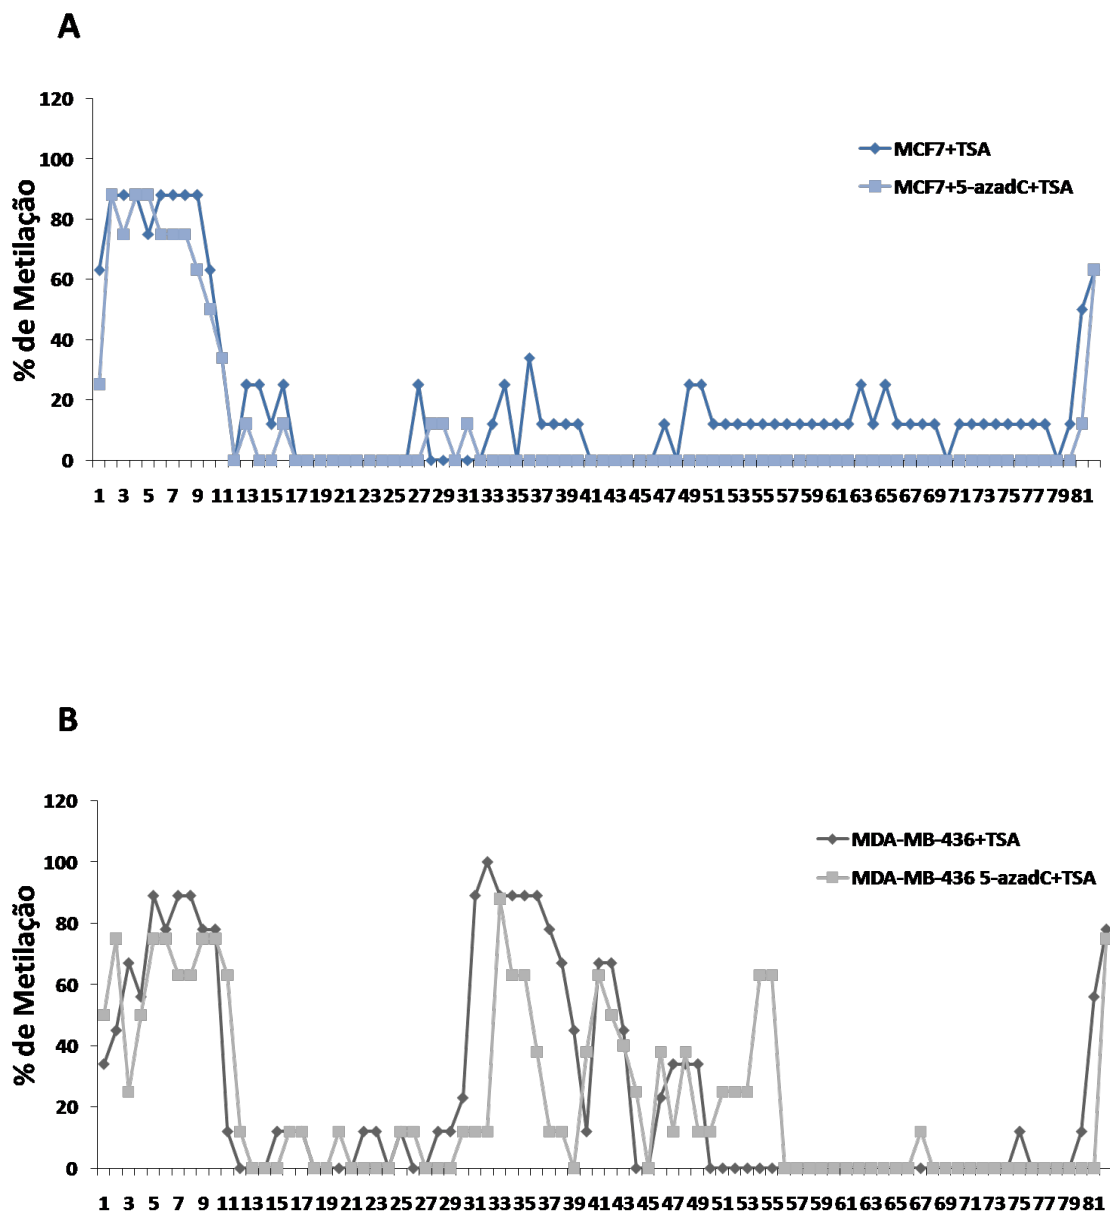 A
120
100
80
60
40
20
0
% de Metilação
MCF7+TSA
MCF7+5-azadC+TSA
1 3 5 7 9 11 13 15 17 19 21 23 25 27 29 31 33 35 37 39 41 43 45 47 49 51 53 55 57 59 61 63 65 67 69 71 73 75 77 79 81
B
120
100
80
60
40
20
0
% de Metilação
MDA-MB-436+TSA
MDA-MB-436 5-azadC+TSA
1 3 5 7 9 11 13 15 17 19 21 23 25 27 29 31 33 35 37 39 41 43 45 47 49 51 53 55 57 59 61 63 65 67 69 71 73 75 77 79 81